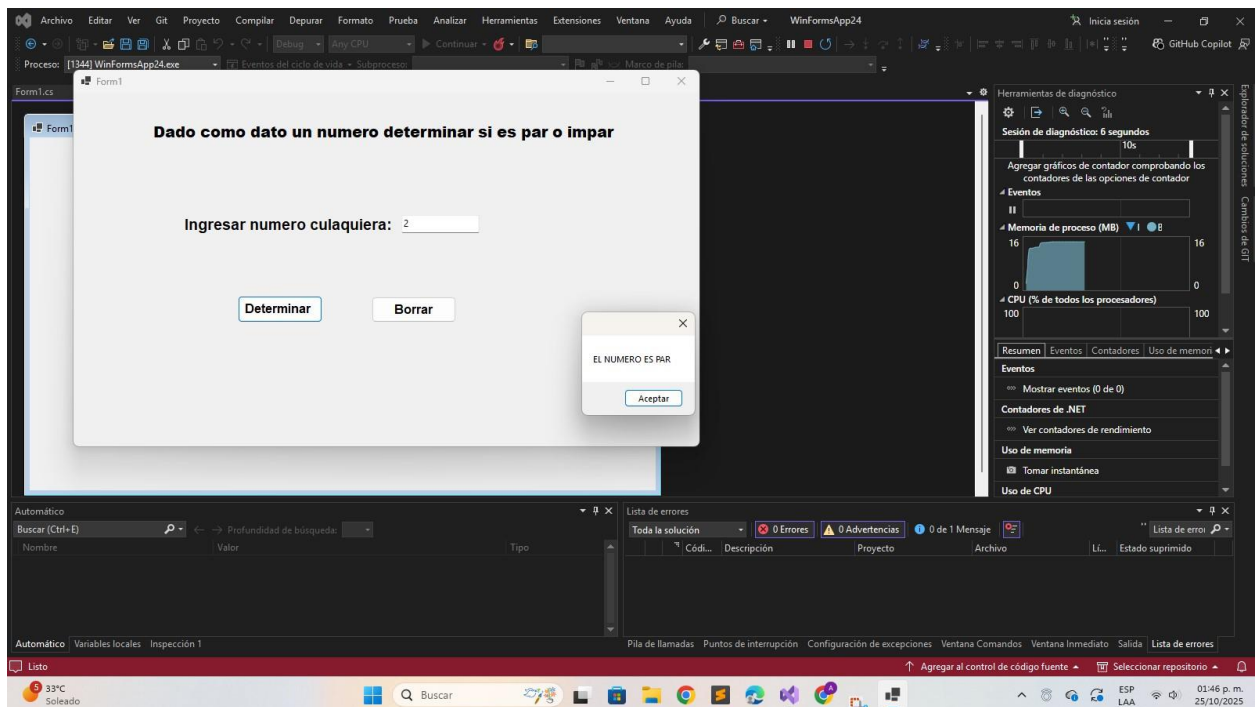 Archivo Editar Ver Git Proyecto Compilar Depurar Formato Prueba Analizar Herramientas Extensiones Ventana Ayuda Buscar WinFormsApp24 Inicia sesión
Debug Any CPU Continuar GitHub Copilot
Proceso: [1344] WinFormsApp24.exe Eventos del ciclo de vida Subproceso: Marco de pila:
Form1.cs
Form1
Form1
Dado como dato un numero determinar si es par o impar
Ingresar numero culaquiera: 2
Determinar Borrar
EL NUMERO ES PAR
Aceptar
Herramientas de diagnóstico
Sesión de diagnóstico: 6 segundos
10s
Agregar gráficos de contador comprobando los
contadores de las opciones de contador
Eventos
Memoria de proceso (MB) I B
16 16
0 0
CPU (% de todos los procesadores)
100 100
Resumen Eventos Contadores Uso de memori
Eventos
Mostrar eventos (0 de 0)
Contadores de .NET
Ver contadores de rendimiento
Uso de memoria
Tomar instantánea
Uso de CPU
Explorador de soluciones
Cambios de GIT
Automático
Buscar (Ctrl+E) Profundidad de búsqueda:
Nombre Valor Tipo
Automático Variables locales Inspección 1
Lista de errores
Toda la solución 0 Errores 0 Advertencias 0 de 1 Mensaje Lista de error
Códi... Descripción Proyecto Archivo Lí... Estado suprimido
Pila de llamadas Puntos de interrupción Configuración de excepciones Ventana Comandos Ventana Inmediato Salida Lista de errores
Listo Agregar al control de código fuente Seleccionar repositorio
5 33°C
Soleado
Buscar
ESP
LAA
01:46 p. m.
25/10/2025